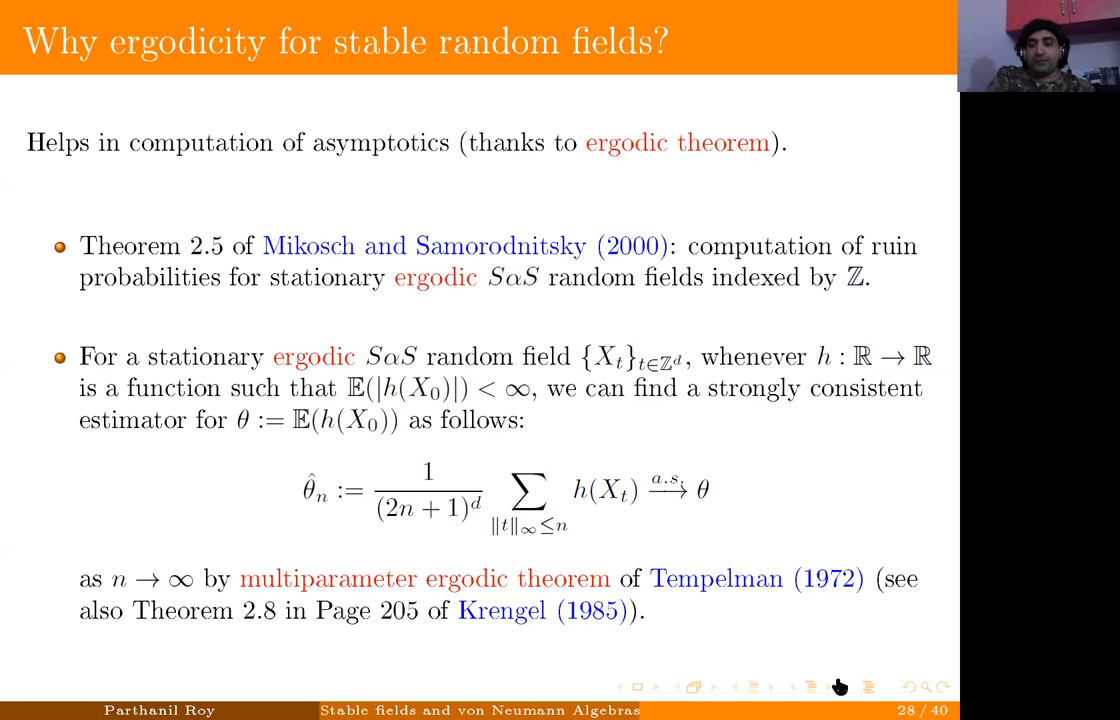 Why ergodicity for stable random fields?
Helps in computation of asymptotics (thanks to ergodic theorem).
Theorem 2.5 of Mikosch and Samorodnitsky (2000): computation of ruin
probabilities for stationary ergodic SαS random fields indexed by ℤ.
For a stationary ergodic SαS random field {X_t}_{t∈ℤ^d}, whenever h : ℝ → ℝ
is a function such that 𝔼(|h(X_0)|) < ∞, we can find a strongly consistent
estimator for θ := 𝔼(h(X_0)) as follows:
θ̂_n := 1/(2n + 1)^d ∑_{‖t‖_∞≤n} h(X_t) →^{a.s.} θ
as n → ∞ by multiparameter ergodic theorem of Tempelman (1972) (see
also Theorem 2.8 in Page 205 of Krengel (1985)).
Parthanil Roy Stable fields and von Neumann Algebras 28 / 40